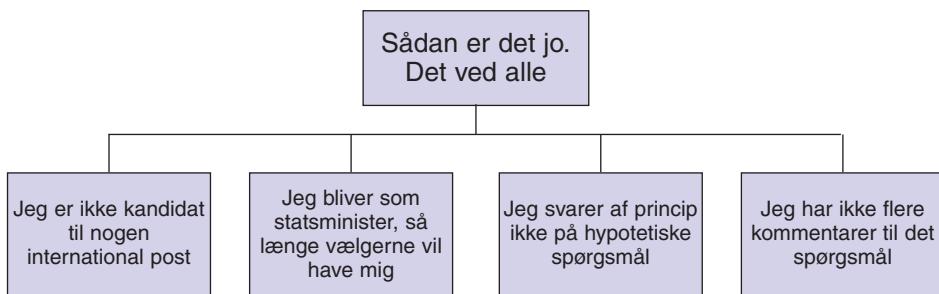 Sådan er det jo.
Det ved alle
Jeg er ikke kandidat
til nogen
international post
Jeg bliver som
statsminister, så
længe vælgerne vil
have mig
Jeg svarer af princip
ikke på hypotetiske
spørgsmål
Jeg har ikke flere
kommentarer til det
spørgsmål